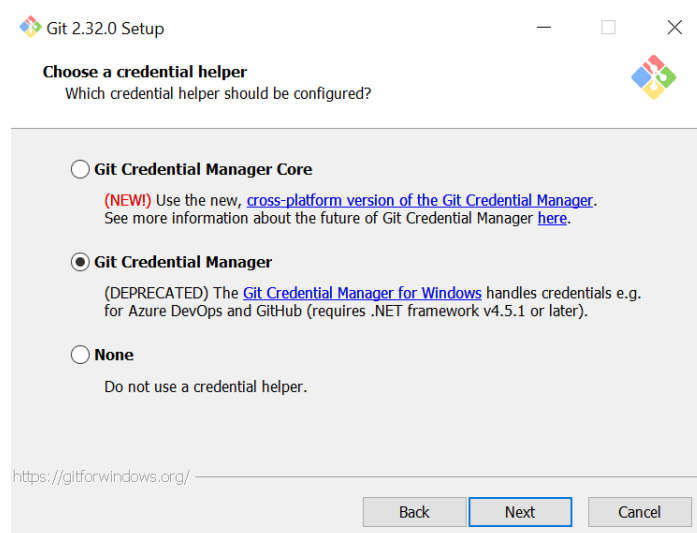 Git 2.32.0 Setup
Choose a credential helper
Which credential helper should be configured?
Git Credential Manager Core
(NEW!) Use the new, cross-platform version of the Git Credential Manager.
See more information about the future of Git Credential Manager here.
Git Credential Manager
(DEPRECATED) The Git Credential Manager for Windows handles credentials e.g.
for Azure DevOps and GitHub (requires .NET framework v4.5.1 or later).
None
Do not use a credential helper.
https://gitforwindows.org/
Back Next Cancel